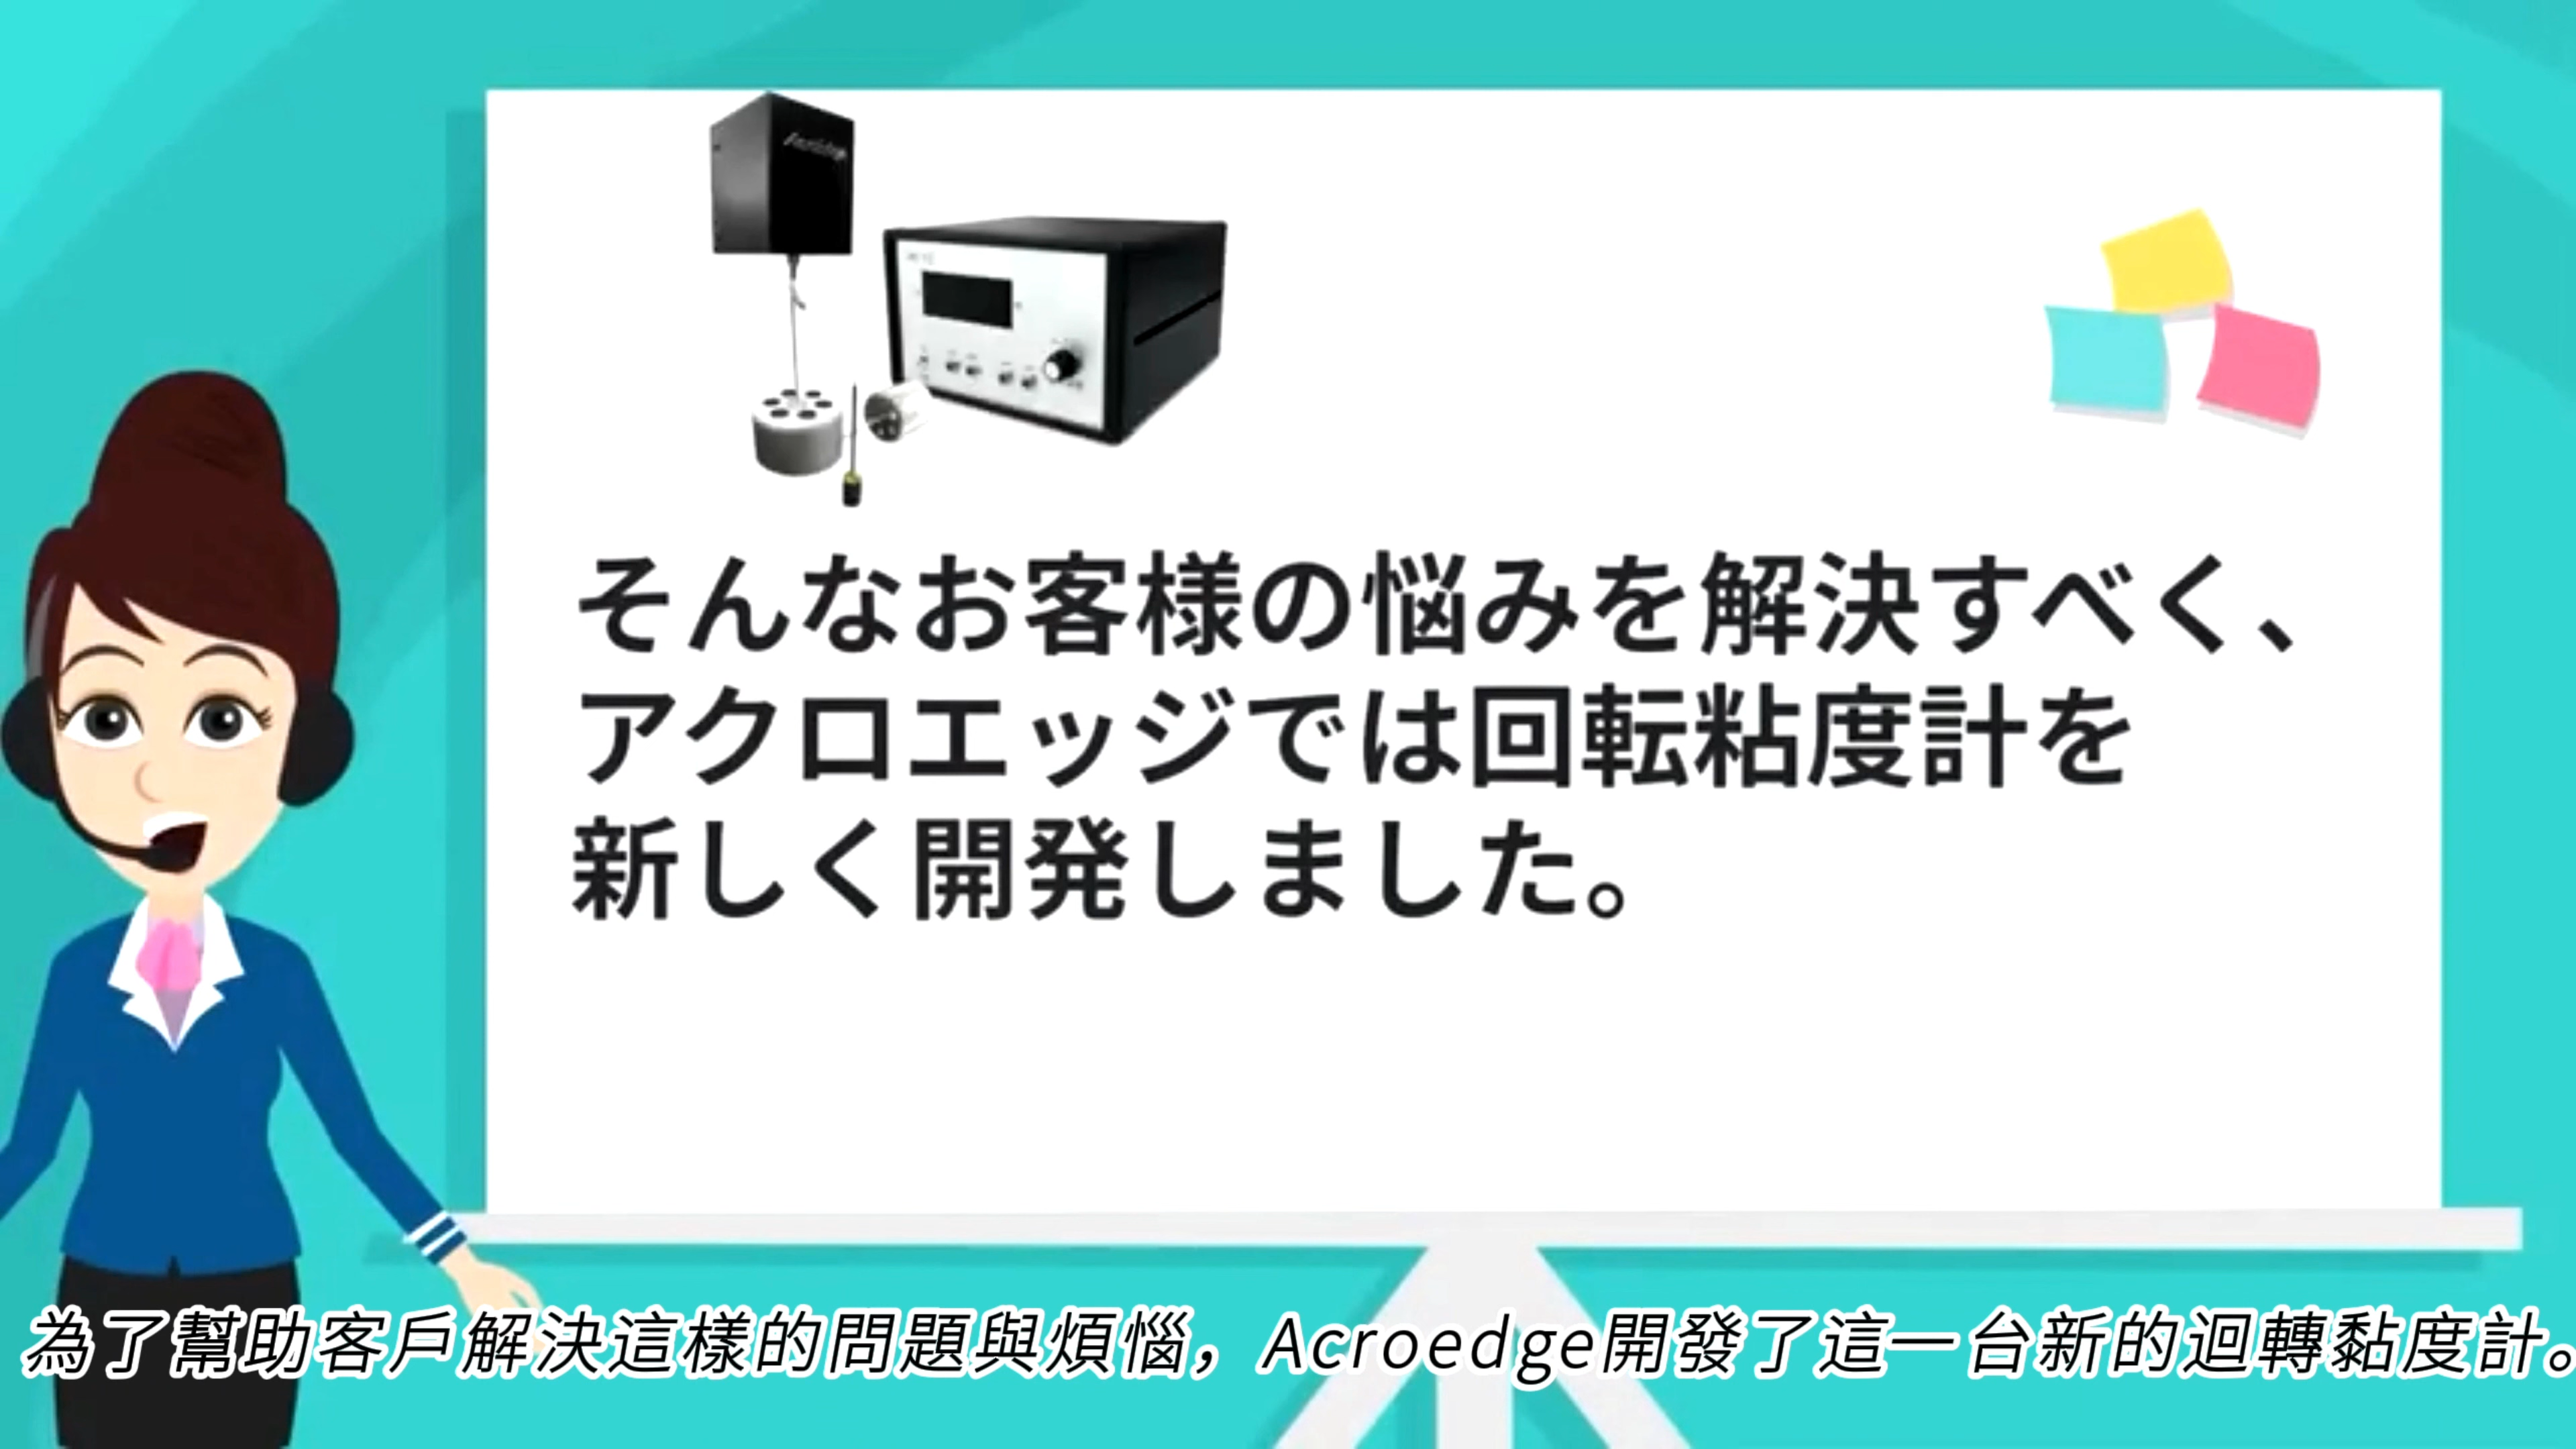 そんなお客様の悩みを解決すべく、
アクロエッジでは回転粘度計を
新しく開発しました。
為了幫助客戶解決這樣的問題與煩惱，Acroedge開發了這一台新的迴轉黏度計。